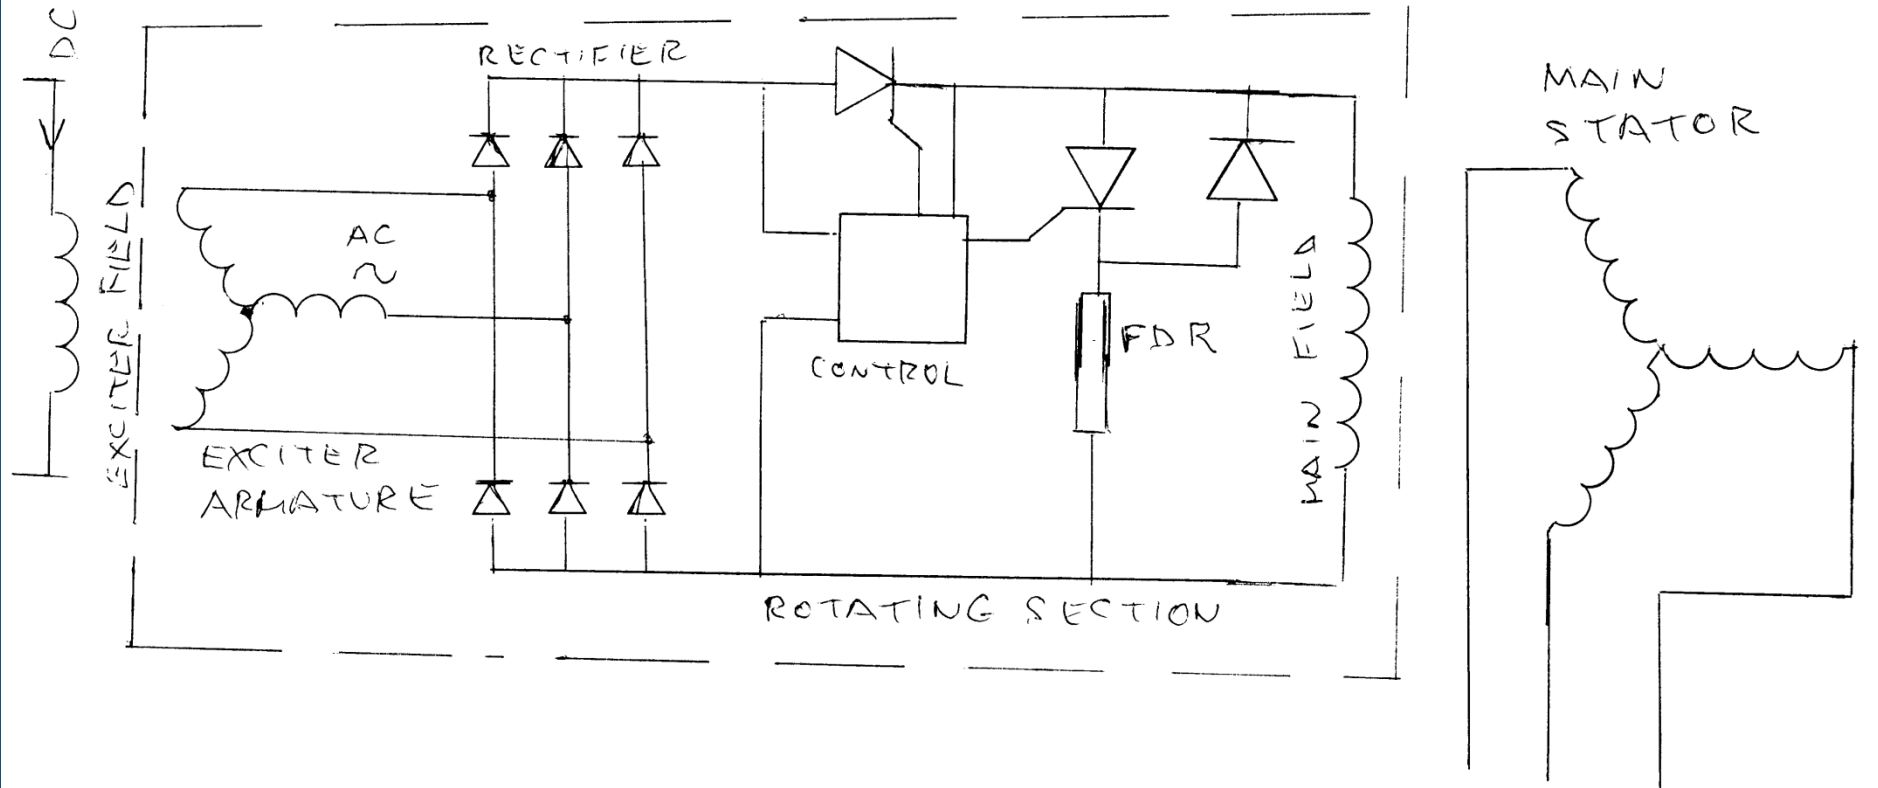 DC
EXCITER FIELD
RECTIFIER
AC
~
EXCITER
ARMATURE
CONTROL
FDR
MAIN FIELD
ROTATING SECTION
MAIN
STATOR